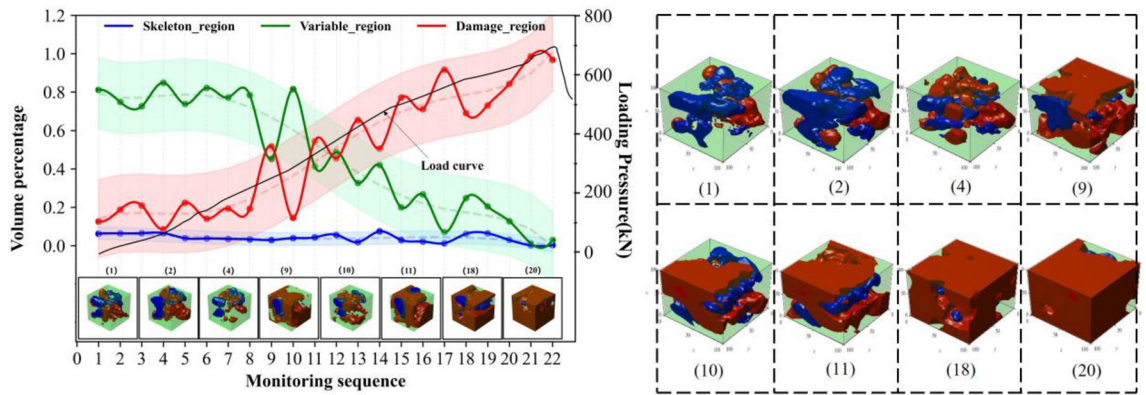 1.2
1.0
0.8
0.6
0.4
0.2
0.0
Volume percentage
Skeleton_region Variable_region Damage_region
Load curve
800
600
400
200
0
Loading Pressure(kN)
(1) (2) (4) (9) (10) (11) (18) (20)
0 1 2 3 4 5 6 7 8 9 10 11 12 13 14 15 16 17 18 19 20 21 22
Monitoring sequence
(1) (2) (4) (9)
(10) (11) (18) (20)